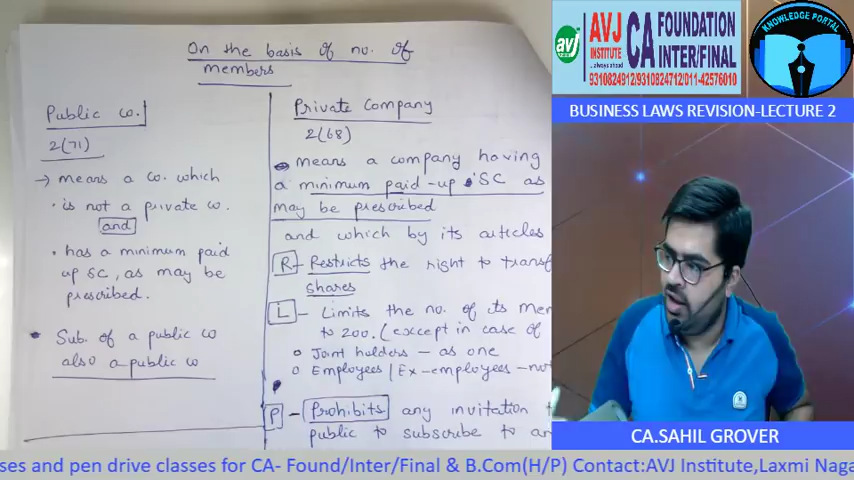 On the basis of no. of
members
Public co.
2(71)
→ means a co. which
· is not a private co.
and
· has a minimum paid
up SC, as may be
prescribed.
Sub. of a public co
also a public co
Private Company
2(68)
means a company having
a minimum paid-up SC as
may be prescribed
and which by its articles
R - Restricts the right to transf
shares
L - Limits the no. of its mem
to 200. (except in case of
o Joint holders - as one
o Employees / Ex-employees - not
P - Prohibits any invitation t
public to subscribe to an
avj
AVJ
INSTITUTE
...always ahead
CA FOUNDATION
INTER/FINAL
9310824912/9310824712/011-42576010
KNOWLEDGE PORTAL
BUSINESS LAWS REVISION-LECTURE 2
CA.SAHIL GROVER
ses and pen drive classes for CA- Found/Inter/Final & B.Com(H/P) Contact:AVJ Institute,Laxmi Naga